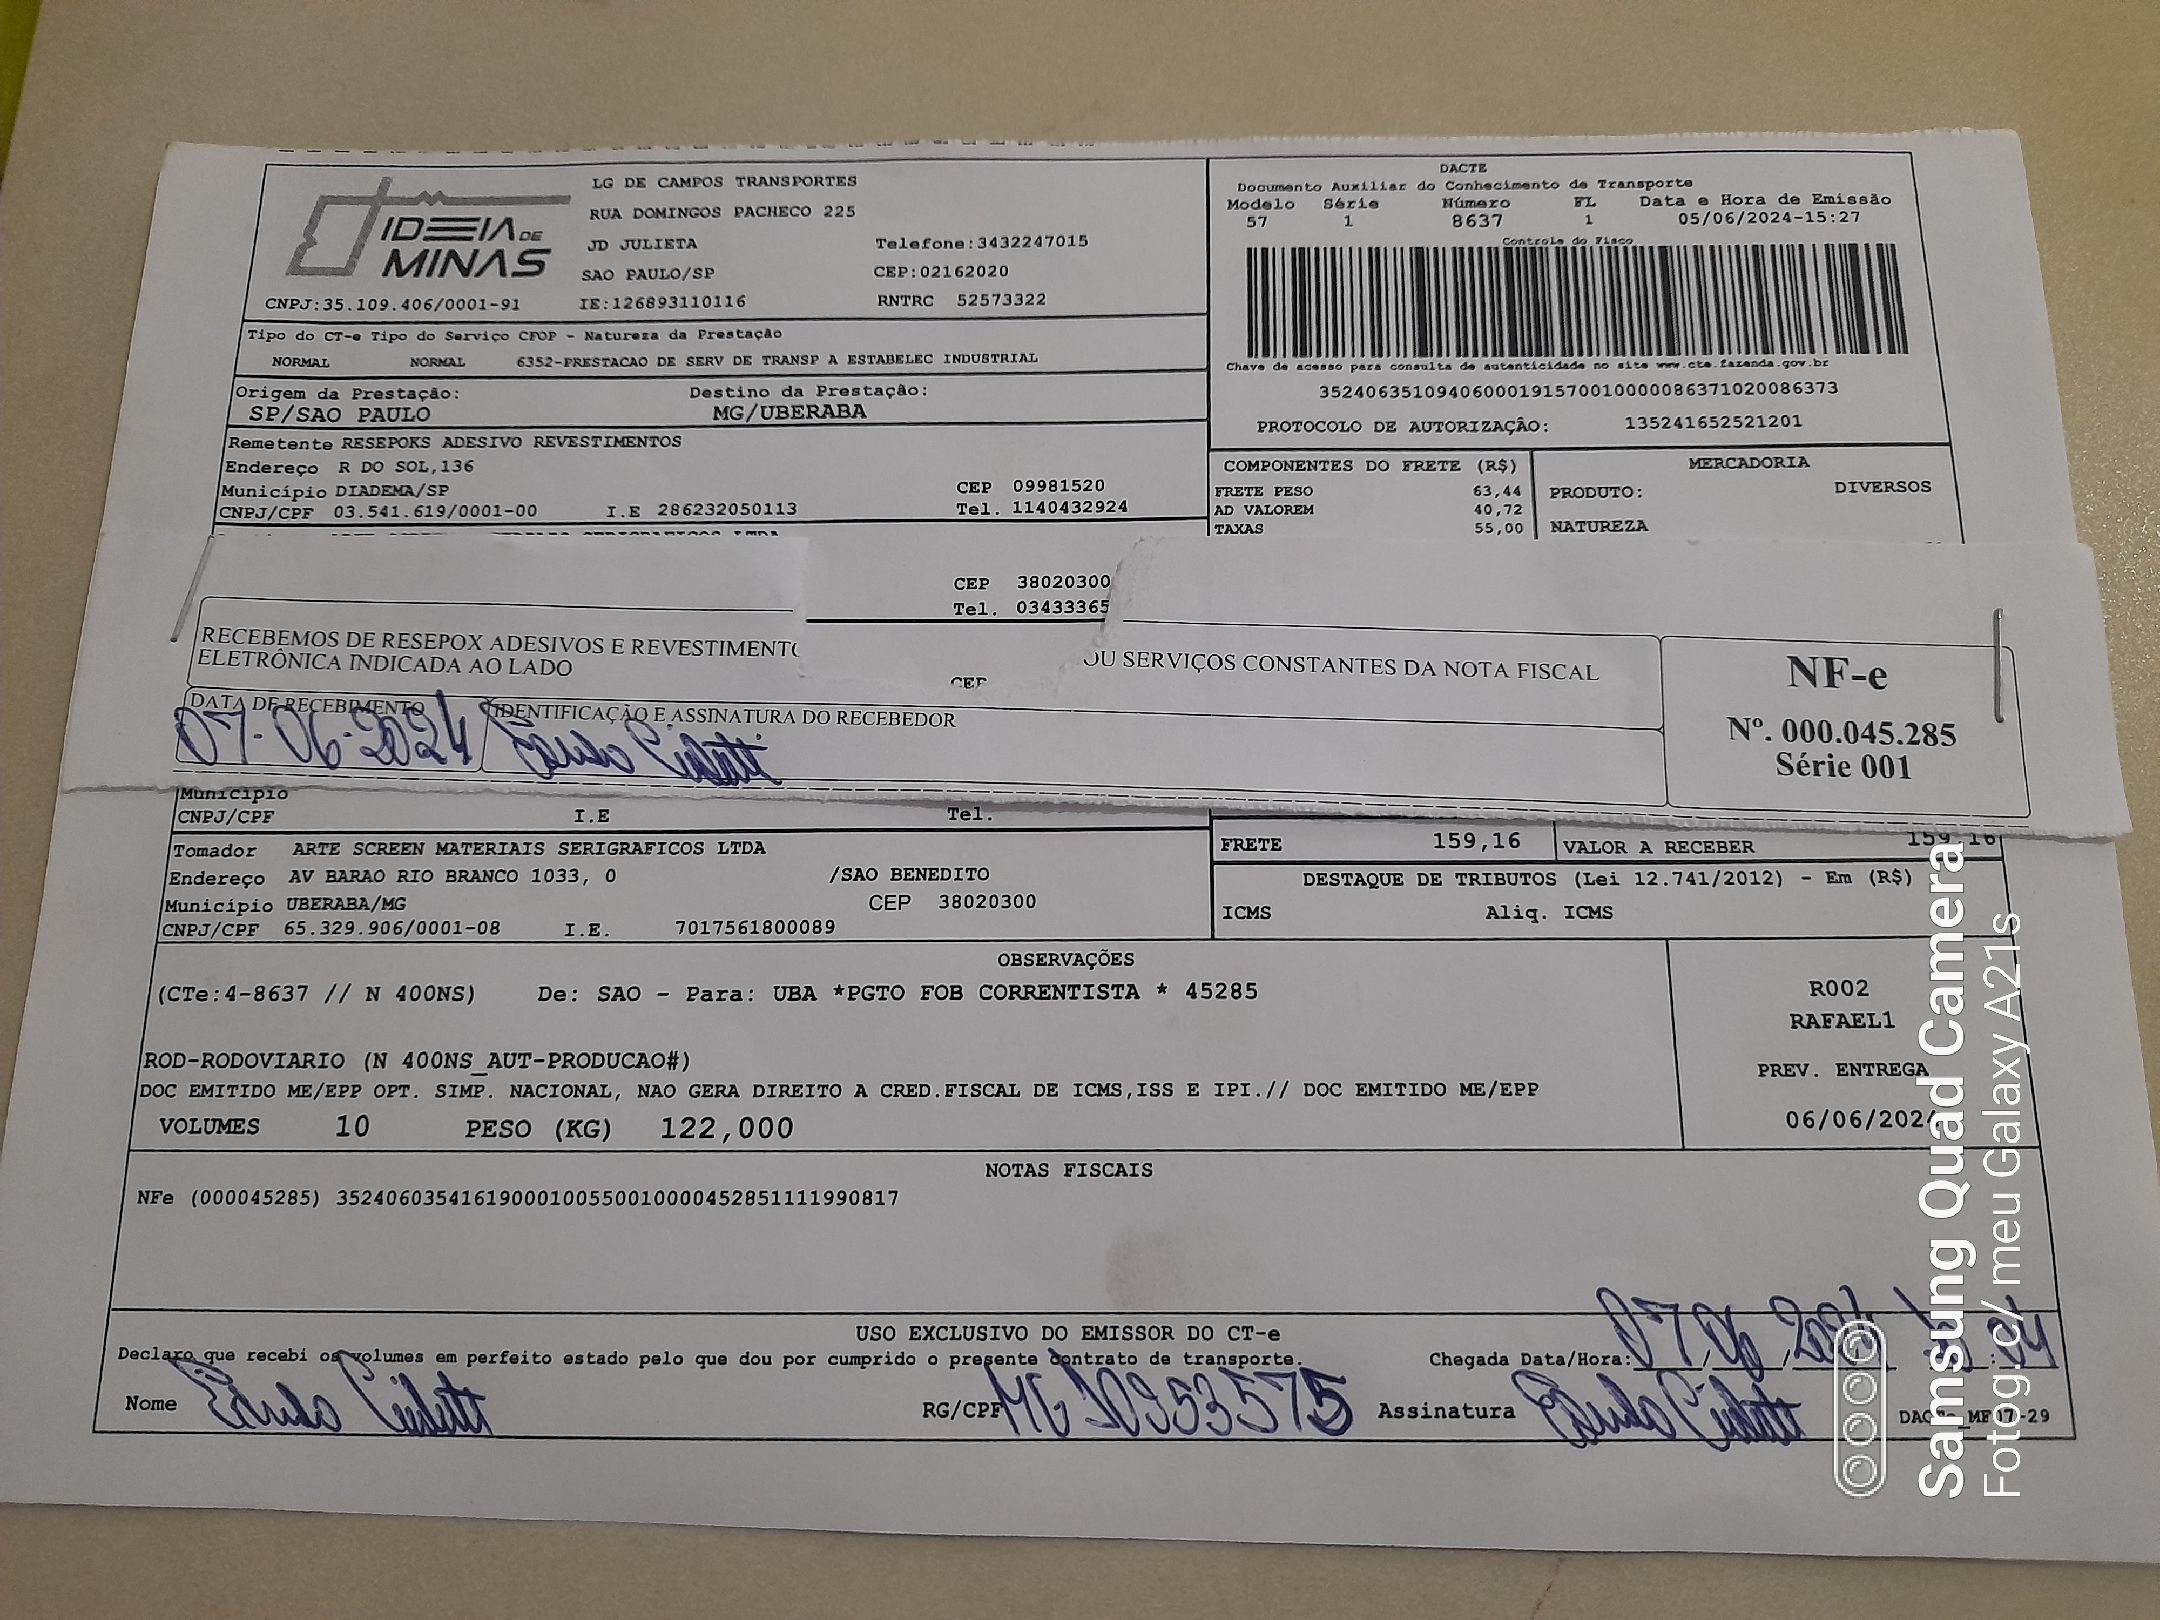 IDEIA DE MINAS
LG DE CAMPOS TRANSPORTES
RUA DOMINGOS PACHECO 225
JD JULIETA Telefone:3432247015
SAO PAULO/SP CEP:02162020
CNPJ:35.109.406/0001-91 IE:126893110116 RNTRC 52573322
DACTE
Documento Auxiliar do Conhecimento de Transporte
Modelo Série Número FL Data e Hora de Emissão
57 1 8637 1 05/06/2024-15:27
Controle do Fisco
Chave de acesso para consulta de autenticidade no site www.cte.fazenda.gov.br
35240635109406000191570010000086371020086373
PROTOCOLO DE AUTORIZAÇÃO: 135241652521201
Tipo do CT-e Tipo do Serviço CFOP - Natureza da Prestação
NORMAL NORMAL 6352-PRESTACAO DE SERV DE TRANSP A ESTABELEC INDUSTRIAL
Origem da Prestação: Destino da Prestação:
SP/SAO PAULO MG/UBERABA
Remetente RESEPOKS ADESIVO REVESTIMENTOS
Endereço R DO SOL,136
Município DIADEMA/SP CEP 09981520
CNPJ/CPF 03.541.619/0001-00 I.E 286232050113 Tel. 1140432924
COMPONENTES DO FRETE (R$)
FRETE PESO 63,44
AD VALOREM 40,72
TAXAS 55,00
MERCADORIA
PRODUTO: DIVERSOS
NATUREZA
CEP 38020300
Tel. 03433365
CEP
RECEBEMOS DE RESEPOX ADESIVOS E REVESTIMENTO OU SERVIÇOS CONSTANTES DA NOTA FISCAL
ELETRÔNICA INDICADA AO LADO
DATA DE RECEBIMENTO IDENTIFICAÇÃO E ASSINATURA DO RECEBEDOR
07-06-2024
NF-e
Nº. 000.045.285
Série 001
Município
CNPJ/CPF I.E Tel.
Tomador ARTE SCREEN MATERIAIS SERIGRAFICOS LTDA
Endereço AV BARAO RIO BRANCO 1033, 0 /SAO BENEDITO
Município UBERABA/MG CEP 38020300
CNPJ/CPF 65.329.906/0001-08 I.E. 7017561800089
FRETE 159,16 VALOR A RECEBER 159,16
DESTAQUE DE TRIBUTOS (Lei 12.741/2012) - Em (R$)
ICMS Aliq. ICMS
OBSERVAÇÕES
(CTe:4-8637 // N 400NS) De: SAO - Para: UBA *PGTO FOB CORRENTISTA * 45285
ROD-RODOVIARIO (N 400NS_AUT-PRODUCAO#)
DOC EMITIDO ME/EPP OPT. SIMP. NACIONAL, NAO GERA DIREITO A CRED.FISCAL DE ICMS,ISS E IPI.// DOC EMITIDO ME/EPP
VOLUMES 10 PESO (KG) 122,000
R002
RAFAEL1
PREV. ENTREGA
06/06/2024
NOTAS FISCAIS
NFe (000045285) 35240603541619000100550010000452851111990817
USO EXCLUSIVO DO EMISSOR DO CT-e
Declaro que recebi os volumes em perfeito estado pelo que dou por cumprido o presente contrato de transporte.
Chegada Data/Hora: 07/06/2024
Nome RG/CPF MG 10953575 Assinatura
Samsung Quad Camera
Fotog.c/ meu Galaxy A21s